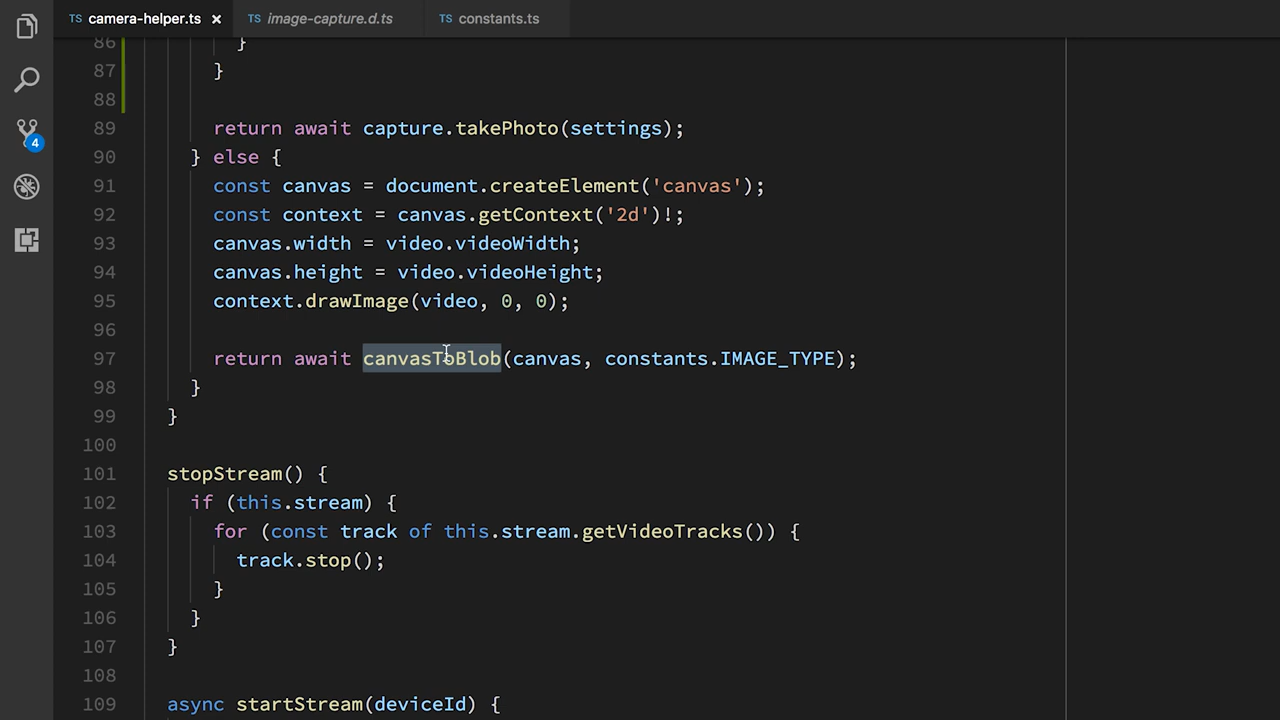 TS camera-helper.ts × TS image-capture.d.ts TS constants.ts
86 }
87 }
88
89 return await capture.takePhoto(settings);
90 } else {
91 const canvas = document.createElement('canvas');
92 const context = canvas.getContext('2d')!;
93 canvas.width = video.videoWidth;
94 canvas.height = video.videoHeight;
95 context.drawImage(video, 0, 0);
96
97 return await canvasToBlob(canvas, constants.IMAGE_TYPE);
98 }
99 }
100
101 stopStream() {
102 if (this.stream) {
103 for (const track of this.stream.getVideoTracks()) {
104 track.stop();
105 }
106 }
107 }
108
109 async startStream(deviceId) {
4